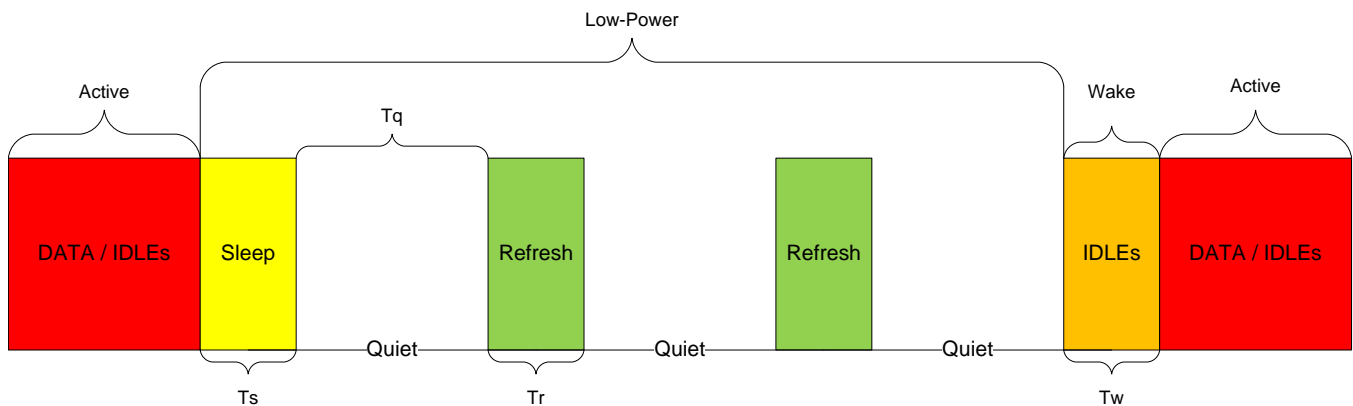 Low-Power
Active
Wake
Active
Tq
DATA / IDLEs
Sleep
Refresh
Refresh
IDLEs
DATA / IDLEs
Quiet
Quiet
Quiet
Ts
Tr
Tw